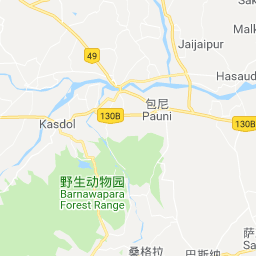 Sak
Malk
Jaijaipur
49
Hasaud
包尼
Pauni
130B
130B
Kasdol
野生动物园
Barnawapara
Forest Range
萨
Sa
桑格拉
巴斯纳